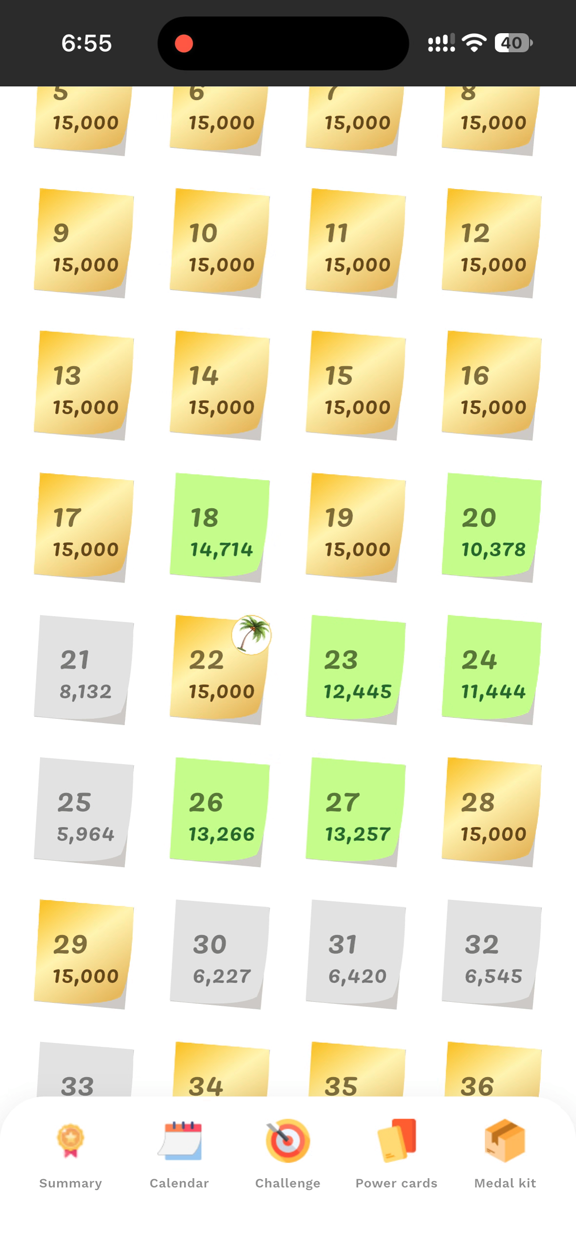 6:55 40
5 6 7 8
15,000 15,000 15,000 15,000
9 10 11 12
15,000 15,000 15,000 15,000
13 14 15 16
15,000 15,000 15,000 15,000
17 18 19 20
15,000 14,714 15,000 10,378
21 22 23 24
8,132 15,000 12,445 11,444
25 26 27 28
5,964 13,266 13,257 15,000
29 30 31 32
15,000 6,227 6,420 6,545
33 34 35 36
Summary Calendar Challenge Power cards Medal kit